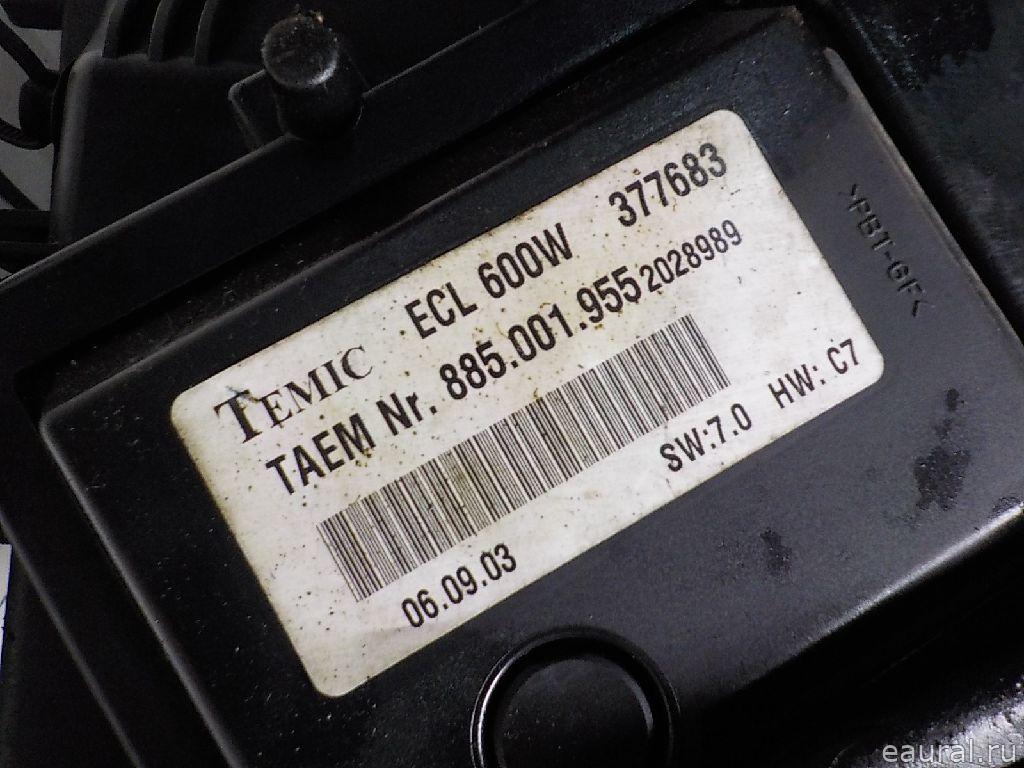 TEMIC ECL 600W 377683
TAEM Nr. 885.001.955 2028989
SW:7.0 HW: C7
06.09.03
>PBT-GF<
eaural.ru